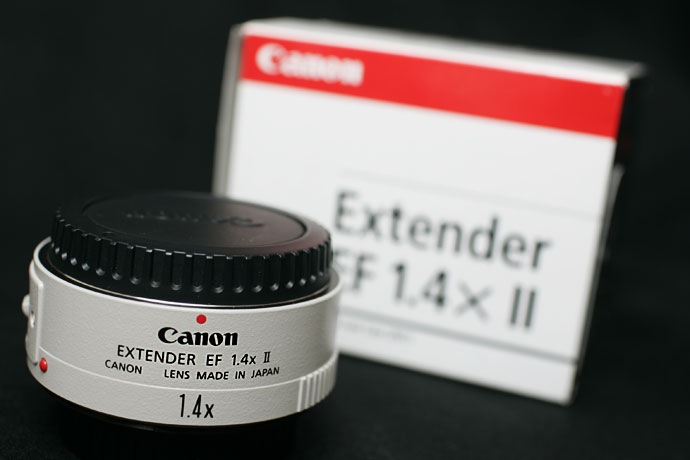 Canon
Extender
EF 1.4× II
Canon
EXTENDER EF 1.4x II
CANON LENS MADE IN JAPAN
1.4x